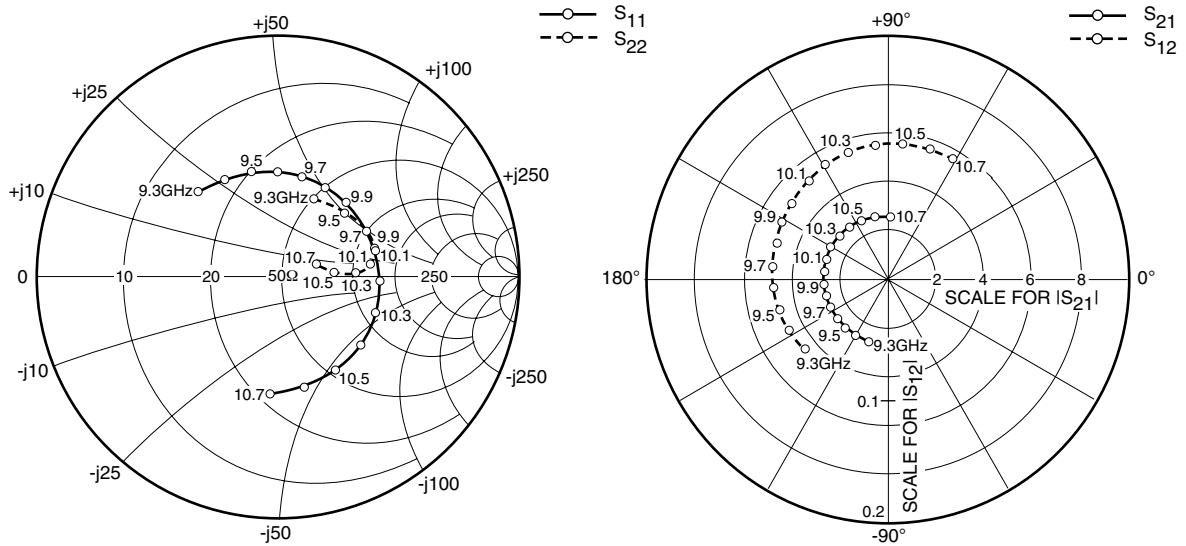 S11
S22
+j50
+j25
+j100
+j10
+j250
0
10
20
50Ω
250
-j10
-j250
-j25
-j100
-j50
9.3GHz
9.5
9.7
9.9
10.1
10.3
10.5
10.7
9.3GHz
9.5
9.7
9.9
10.1
10.3
10.5
10.7
S21
S12
+90°
180°
0°
-90°
2
4
6
8
SCALE FOR |S21|
SCALE FOR |S12|
0.1
0.2
10.3
10.5
10.7
10.1
9.9
9.7
9.5
9.3GHz
10.5
10.7
10.3
10.1
9.9
9.7
9.5
9.3GHz